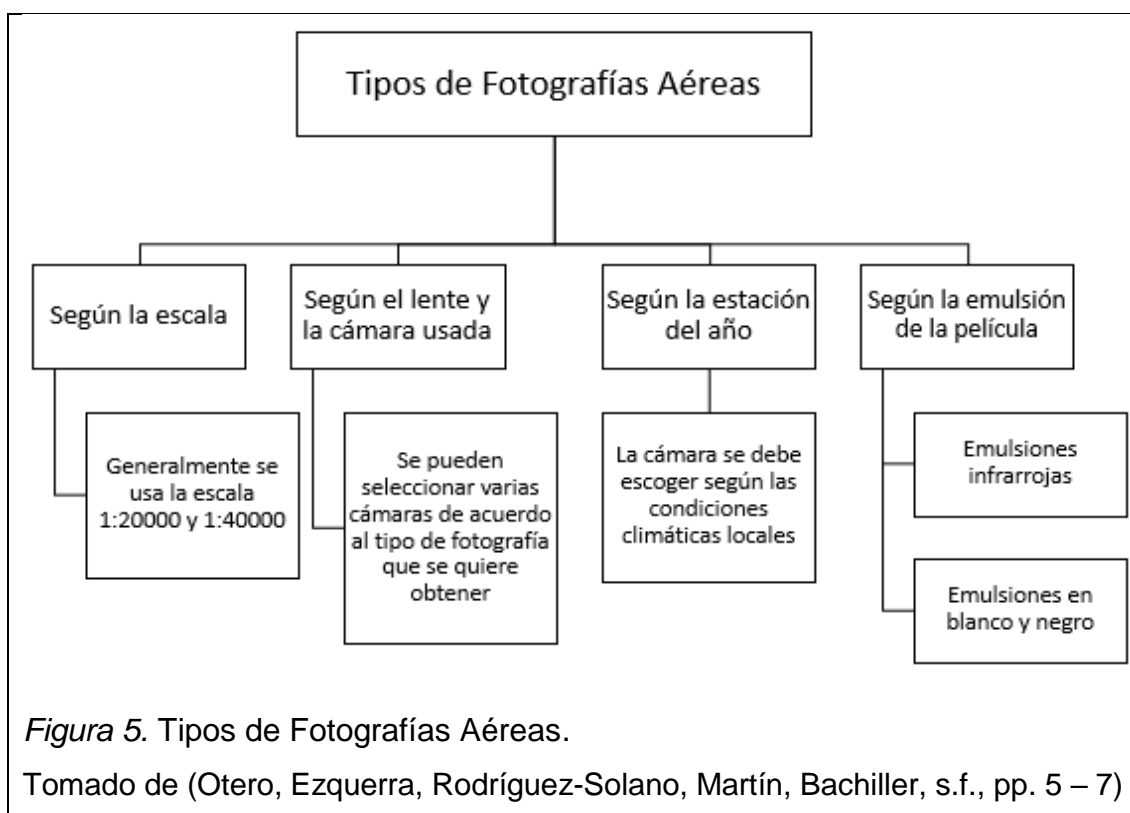 Tipos de Fotografías Aéreas
Según la escala
Generalmente se
usa la escala
1:20000 y 1:40000
Según el lente y
la cámara usada
Se pueden
seleccionar varias
cámaras de acuerdo
al tipo de fotografía
que se quiere
obtener
Según la estación
del año
La cámara se debe
escoger según las
condiciones
climáticas locales
Según la emulsión
de la película
Emulsiones
infrarrojas
Emulsiones en
blanco y negro
Figura 5. Tipos de Fotografías Aéreas.
Tomado de (Otero, Ezquerra, Rodríguez-Solano, Martín, Bachiller, s.f., pp. 5 – 7)